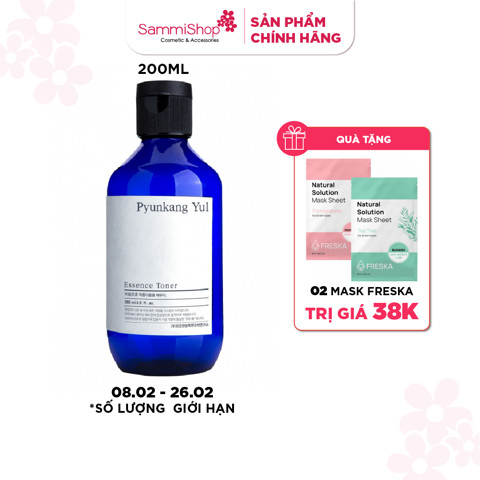 SammiShop
Cosmetic & Accessories
SẢN PHẨM
CHÍNH HÃNG
200ML
Pyunkang Yul
Essence Toner
QUÀ TẶNG
Natural
Solution
Mask Sheet
FRESKA
Natural
Solution
Mask Sheet
Tea Tree
FRESKA
02 MASK FRESKA
TRỊ GIÁ 38K
08.02 - 26.02
*SỐ LƯỢNG GIỚI HẠN